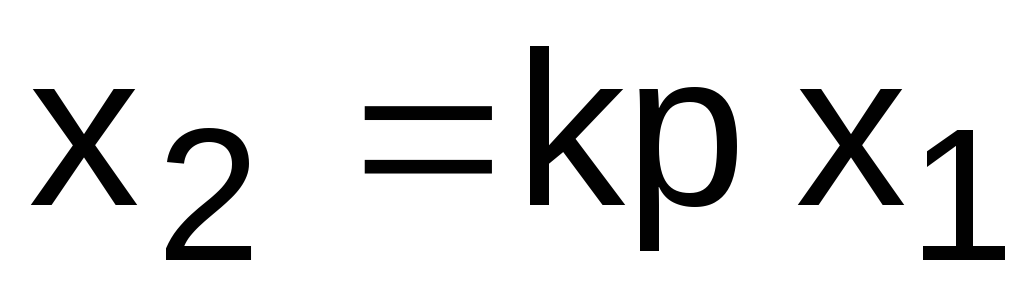 x₂ =kp x₁